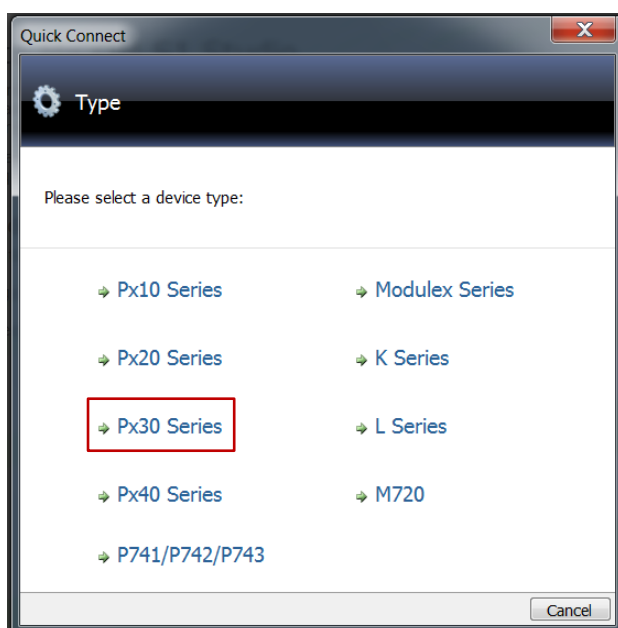 Quick Connect
Type
Please select a device type:
Px10 Series
Modulex Series
Px20 Series
K Series
Px30 Series
L Series
Px40 Series
M720
P741/P742/P743
Cancel